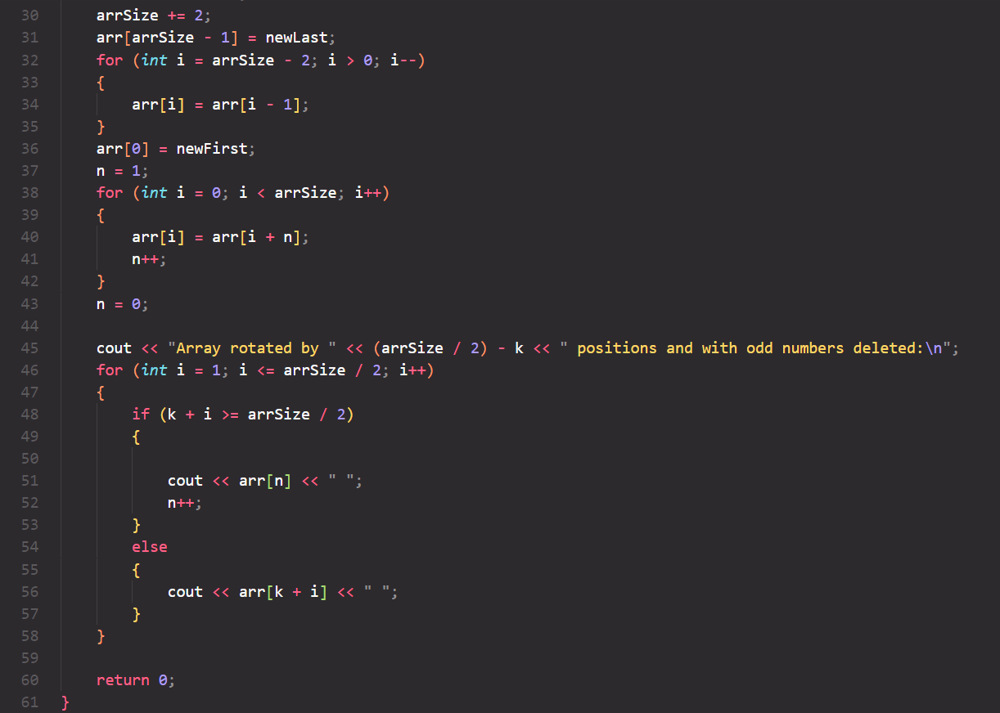 30 arrSize += 2;
31 arr[arrSize - 1] = newLast;
32 for (int i = arrSize - 2; i > 0; i--)
33 {
34 arr[i] = arr[i - 1];
35 }
36 arr[0] = newFirst;
37 n = 1;
38 for (int i = 0; i < arrSize; i++)
39 {
40 arr[i] = arr[i + n];
41 n++;
42 }
43 n = 0;
44
45 cout << "Array rotated by " << (arrSize / 2) - k << " positions and with odd numbers deleted:\n";
46 for (int i = 1; i <= arrSize / 2; i++)
47 {
48 if (k + i >= arrSize / 2)
49 {
50
51 cout << arr[n] << " ";
52 n++;
53 }
54 else
55 {
56 cout << arr[k + i] << " ";
57 }
58 }
59
60 return 0;
61 }